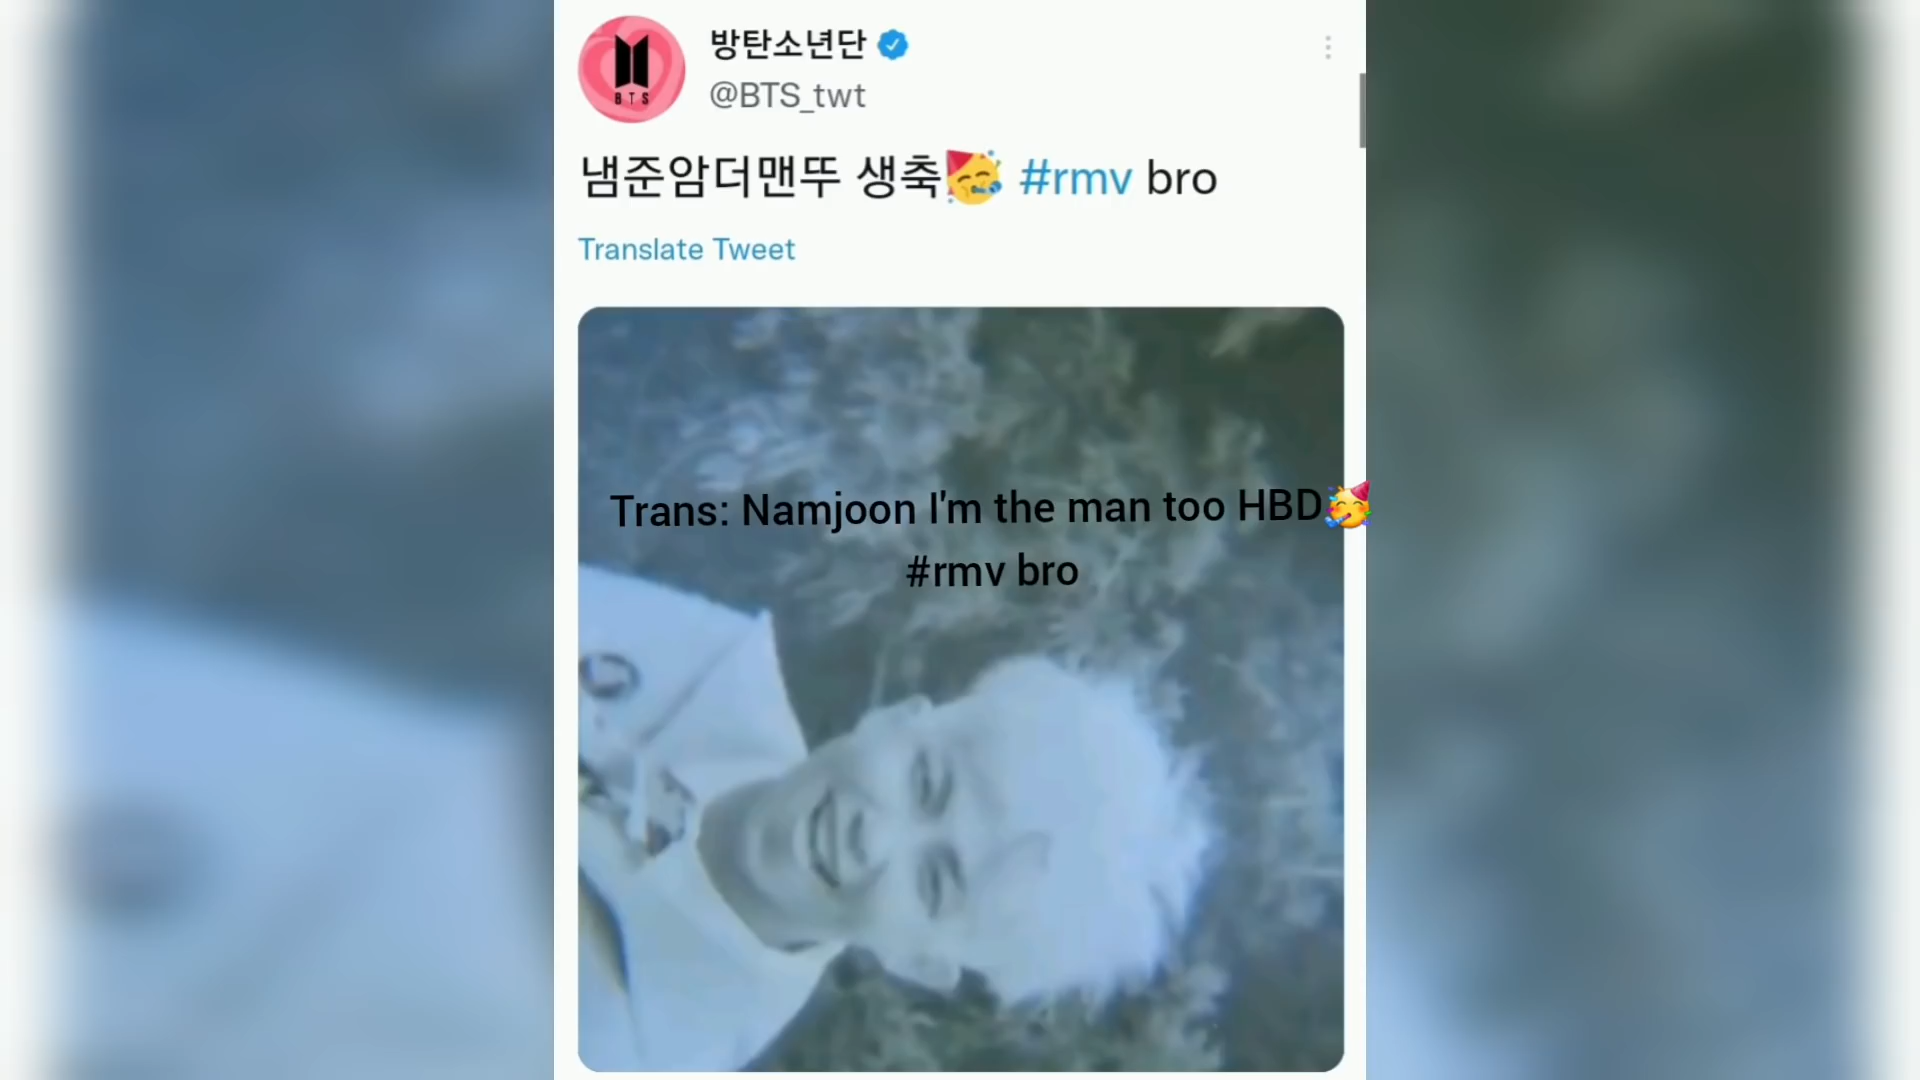 BTS
방탄소년단
@BTS_twt
냄준암더맨뚜 생축🥳 #rmv bro
Translate Tweet
Trans: Namjoon I'm the man too HBD🥳
#rmv bro